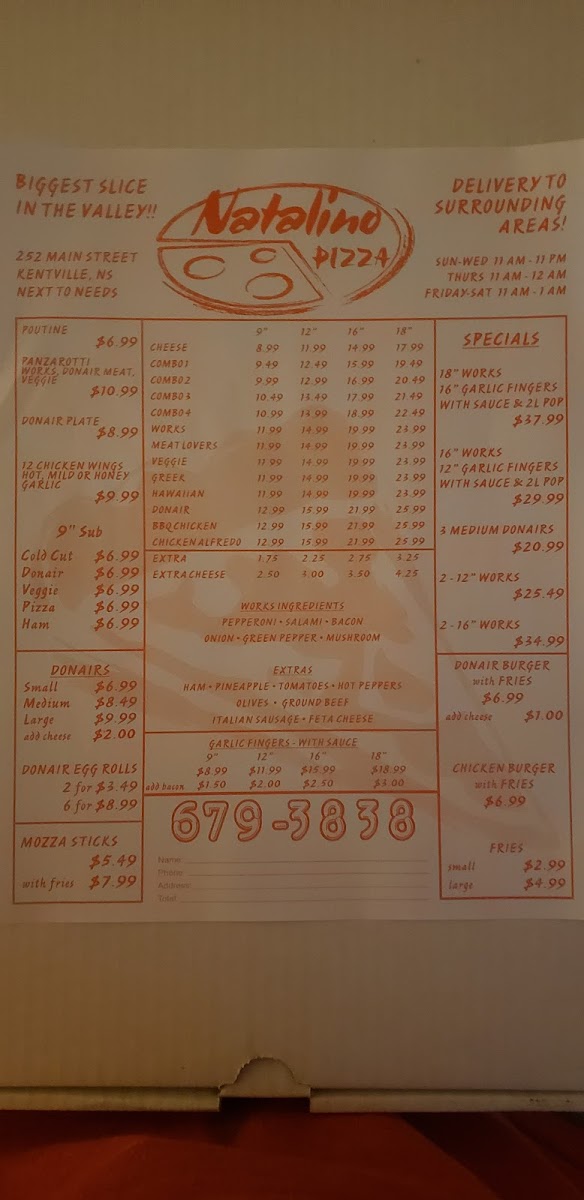 BIGGEST SLICE
IN THE VALLEY!!
252 MAIN STREET
KENTVILLE, NS
NEXT TO NEEDS
Natalino
PIZZA
DELIVERY TO
SURROUNDING
AREAS!
SUN-WED 11 AM - 11 PM
THURS 11 AM - 12 AM
FRIDAY-SAT 11 AM - 1 AM
POUTINE
$6.99
PANZAROTTI
WORKS, DONAIR MEAT,
VEGGIE
$10.99
DONAIR PLATE
$8.99
12 CHICKEN WINGS
HOT, MILD OR HONEY
GARLIC
$9.99
9" Sub
Cold Cut $6.99
Donair $6.99
Veggie $6.99
Pizza $6.99
Ham $6.99
DONAIRS
Small $6.99
Medium $8.49
Large $9.99
add cheese $2.00
DONAIR EGG ROLLS
2 for $3.49
6 for $8.99
MOZZA STICKS
$5.49
with fries $7.99
9" 12" 16" 18"
CHEESE 8.99 11.99 14.99 17.99
COMBO1 9.49 12.49 15.99 19.49
COMBO2 9.99 12.99 16.99 20.49
COMBO3 10.49 13.49 17.99 21.49
COMBO4 10.99 13.99 18.99 22.49
WORKS 11.99 14.99 19.99 23.99
MEAT LOVERS 11.99 14.99 19.99 23.99
VEGGIE 11.99 14.99 19.99 23.99
GREEK 11.99 14.99 19.99 23.99
HAWAIIAN 11.99 14.99 19.99 23.99
DONAIR 12.99 15.99 21.99 25.99
BBQ CHICKEN 12.99 15.99 21.99 25.99
CHICKEN ALFREDO 12.99 15.99 21.99 25.99
EXTRA 1.75 2.25 2.75 3.25
EXTRA CHEESE 2.50 3.00 3.50 4.25
WORKS INGREDIENTS
PEPPERONI • SALAMI • BACON
ONION • GREEN PEPPER • MUSHROOM
EXTRAS
HAM • PINEAPPLE • TOMATOES • HOT PEPPERS
OLIVES • GROUND BEEF
ITALIAN SAUSAGE • FETA CHEESE
GARLIC FINGERS - WITH SAUCE
9" 12" 16" 18"
$8.99 $11.99 $15.99 $18.99
add bacon $1.50 $2.00 $2.50 $3.00
679-3838
Name:
Phone:
Address:
Total:
SPECIALS
18" WORKS
16" GARLIC FINGERS
WITH SAUCE & 2L POP
$37.99
16" WORKS
12" GARLIC FINGERS
WITH SAUCE & 2L POP
$29.99
3 MEDIUM DONAIRS
$20.99
2 - 12" WORKS
$25.49
2 - 16" WORKS
$34.99
DONAIR BURGER
with FRIES
$6.99
add cheese $1.00
CHICKEN BURGER
with FRIES
$6.99
FRIES
small $2.99
large $4.99